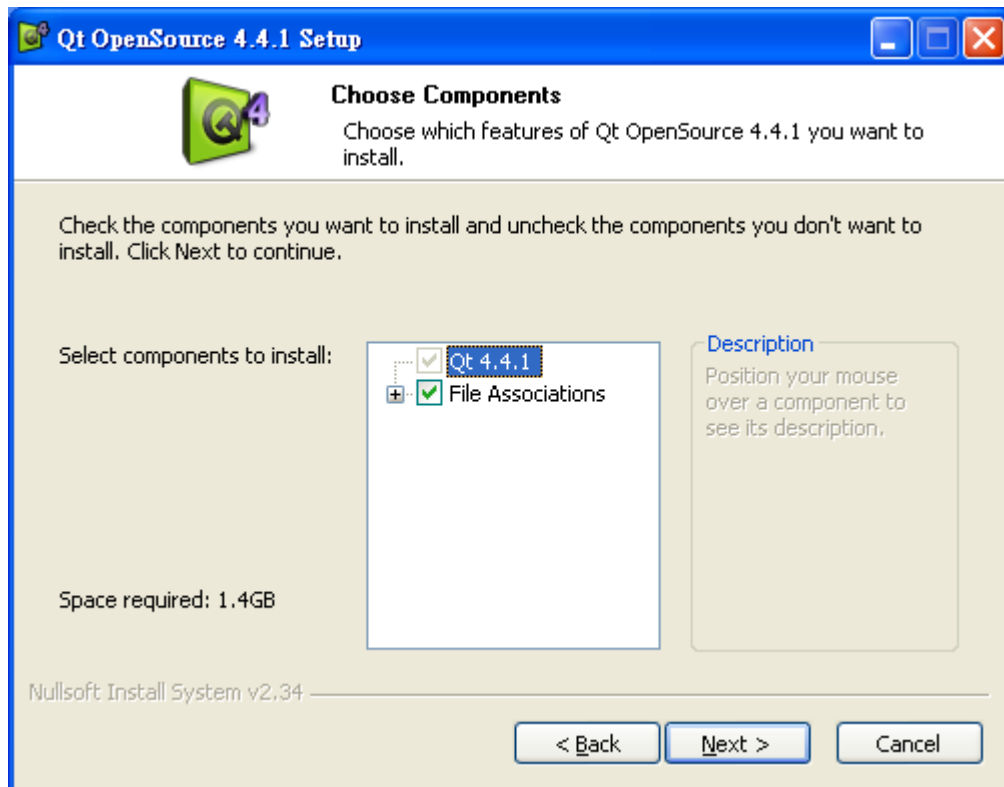 Qt OpenSource 4.4.1 Setup
Q4
Choose Components
Choose which features of Qt OpenSource 4.4.1 you want to
install.
Check the components you want to install and uncheck the components you don't want to
install. Click Next to continue.
Select components to install:
Qt 4.4.1
File Associations
Description
Position your mouse
over a component to
see its description.
Space required: 1.4GB
Nullsoft Install System v2.34
< Back
Next >
Cancel